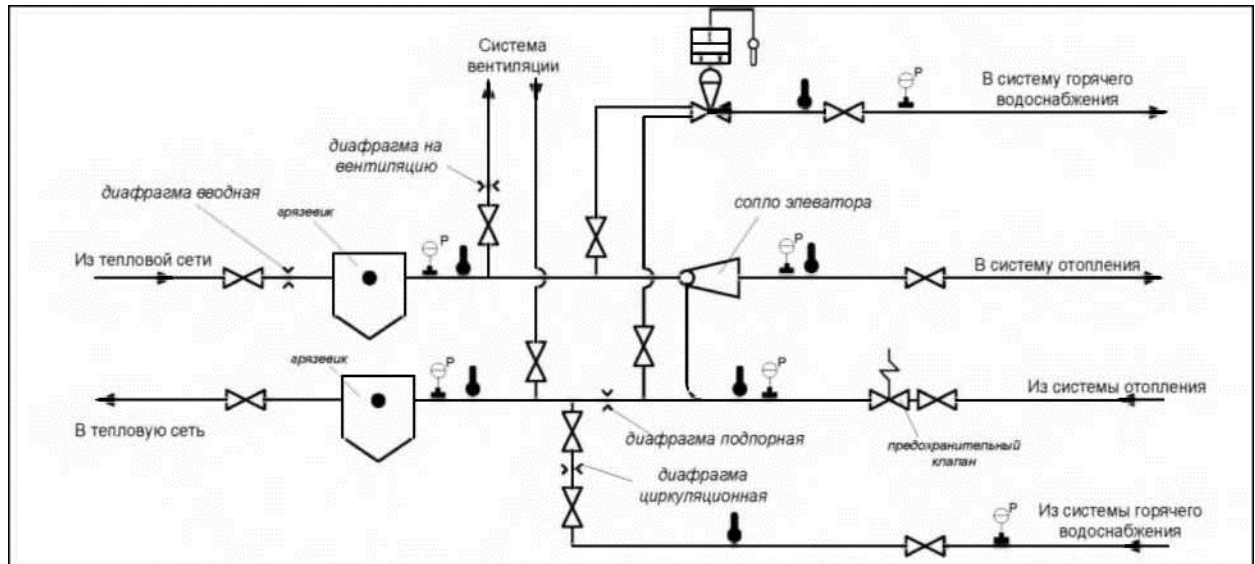 Система
вентиляции
P
В систему горячего
водоснабжения
диафрагма на
вентиляцию
диафрагма вводная
грязевик
сопло элеватора
Из тепловой сети
P
P
В систему отопления
грязевик
P
P
Из системы отопления
В тепловую сеть
диафрагма подпорная
предохранительный
клапан
диафрагма
циркуляционная
P
Из системы горячего
водоснабжения